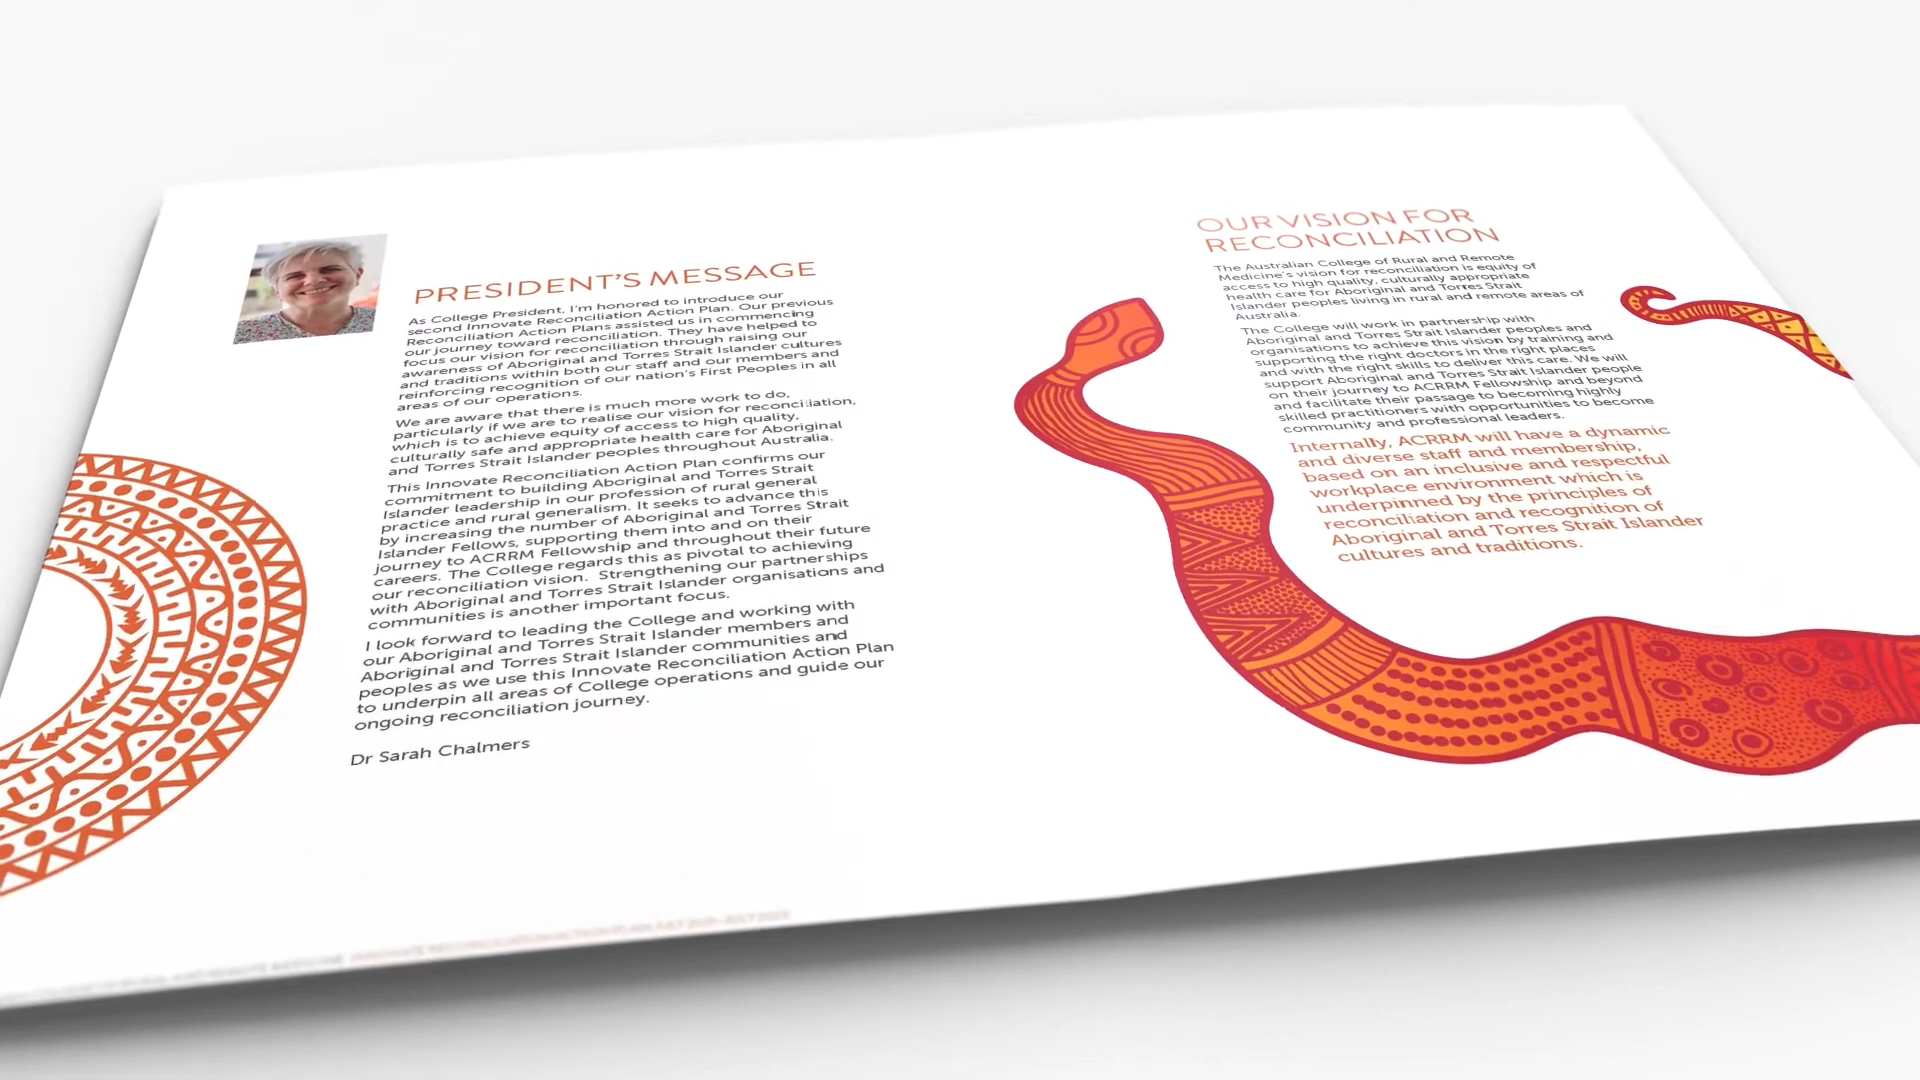 PRESIDENT'S MESSAGE
As College President, I'm honored to introduce our
second Innovate Reconciliation Action Plan. Our previous
Reconciliation Action Plans assisted us in commencing
our journey toward reconciliation. They have helped to
focus our vision for reconciliation through raising our
awareness of Aboriginal and Torres Strait Islander cultures
and traditions within both our staff and our members and
reinforcing recognition of our nation's First Peoples in all
areas of our operations.
We are aware that there is much more work to do,
particularly if we are to realise our vision for reconciliation,
which is to achieve equity of access to high quality,
culturally safe and appropriate health care for Aboriginal
and Torres Strait Islander peoples throughout Australia.
This Innovate Reconciliation Action Plan confirms our
commitment to building Aboriginal and Torres Strait
Islander leadership in our profession of rural general
practice and rural generalism. It seeks to advance this
by increasing the number of Aboriginal and Torres Strait
Islander Fellows, supporting them into and on their
journey to ACRRM Fellowship and throughout their future
careers. The College regards this as pivotal to achieving
our reconciliation vision. Strengthening our partnerships
with Aboriginal and Torres Strait Islander organisations and
communities is another important focus.
I look forward to leading the College and working with
our Aboriginal and Torres Strait Islander members and
Aboriginal and Torres Strait Islander communities and
peoples as we use this Innovate Reconciliation Action Plan
to underpin all areas of College operations and guide our
ongoing reconciliation journey.
Dr Sarah Chalmers
OUR VISION FOR
RECONCILIATION
The Australian College of Rural and Remote
Medicine's vision for reconciliation is equity of
access to high quality, culturally appropriate
health care for Aboriginal and Torres Strait
Islander peoples living in rural and remote areas of
Australia.
The College will work in partnership with
Aboriginal and Torres Strait Islander peoples and
organisations to achieve this vision by training and
supporting the right doctors in the right places
and with the right skills to deliver this care. We will
support Aboriginal and Torres Strait Islander people
on their journey to ACRRM Fellowship and beyond
and facilitate their passage to becoming highly
skilled practitioners with opportunities to become
community and professional leaders.
Internally, ACRRM will have a dynamic
and diverse staff and membership,
based on an inclusive and respectful
workplace environment which is
underpinned by the principles of
reconciliation and recognition of
Aboriginal and Torres Strait Islander
cultures and traditions.